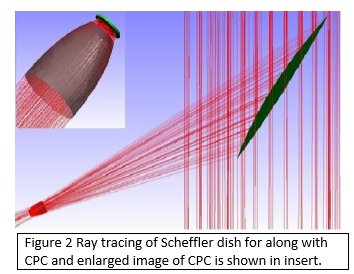 Figure 2 Ray tracing of Scheffler dish for along with
CPC and enlarged image of CPC is shown in insert.